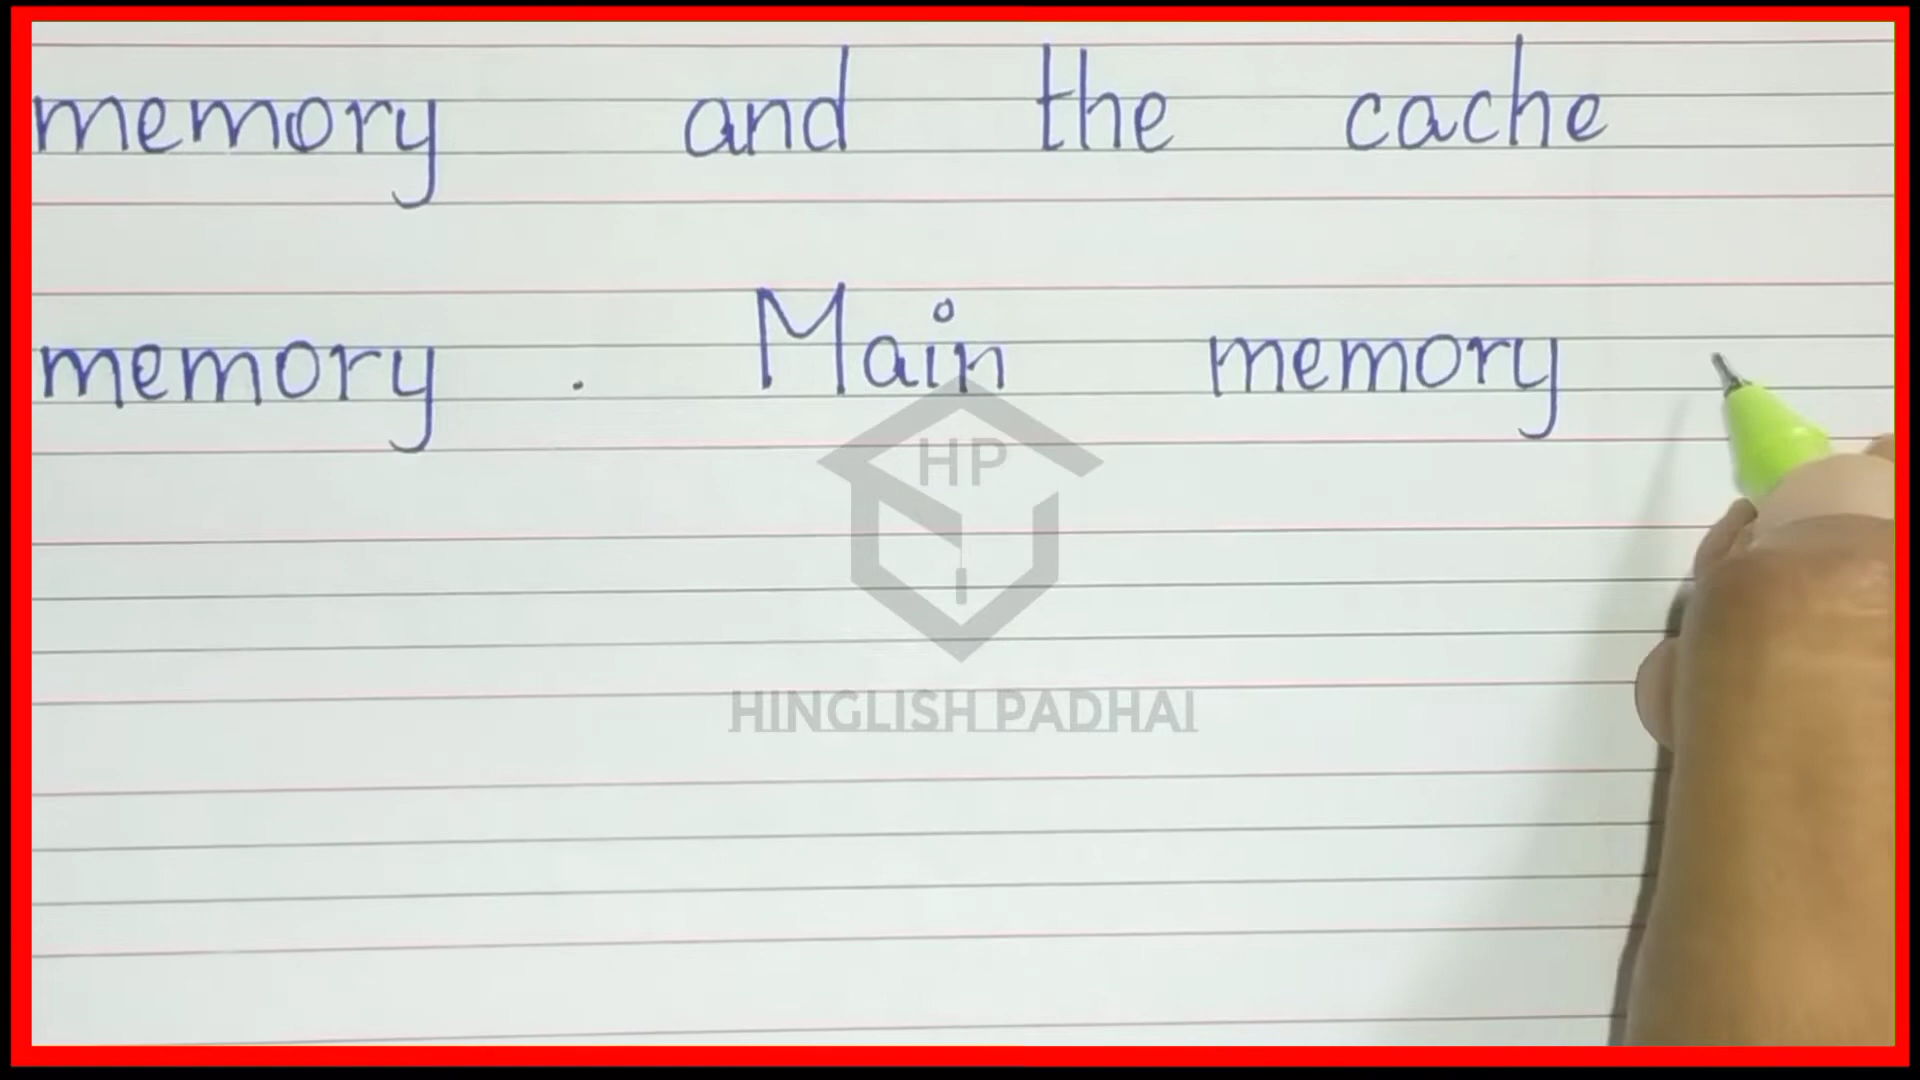 memory and the cache
memory . Main memory
HP
HINGLISH PADHAI